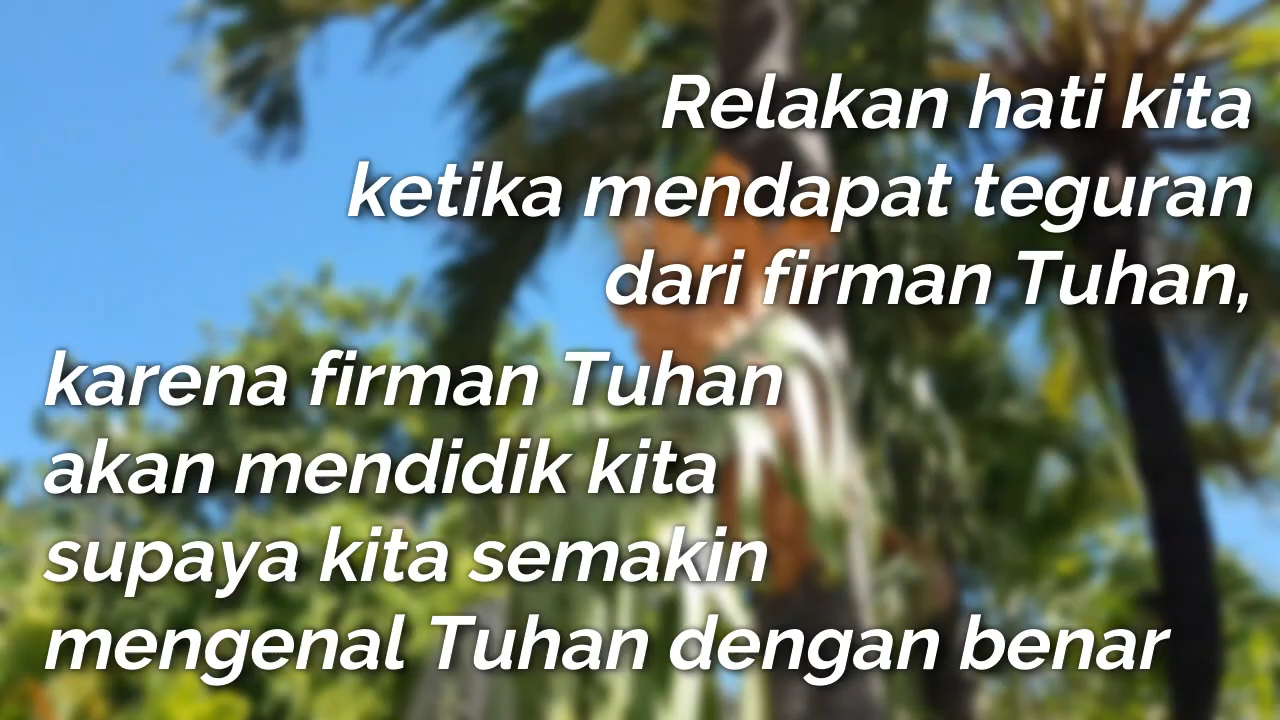 Relakan hati kita
ketika mendapat teguran
dari firman Tuhan,
karena firman Tuhan
akan mendidik kita
supaya kita semakin
mengenal Tuhan dengan benar